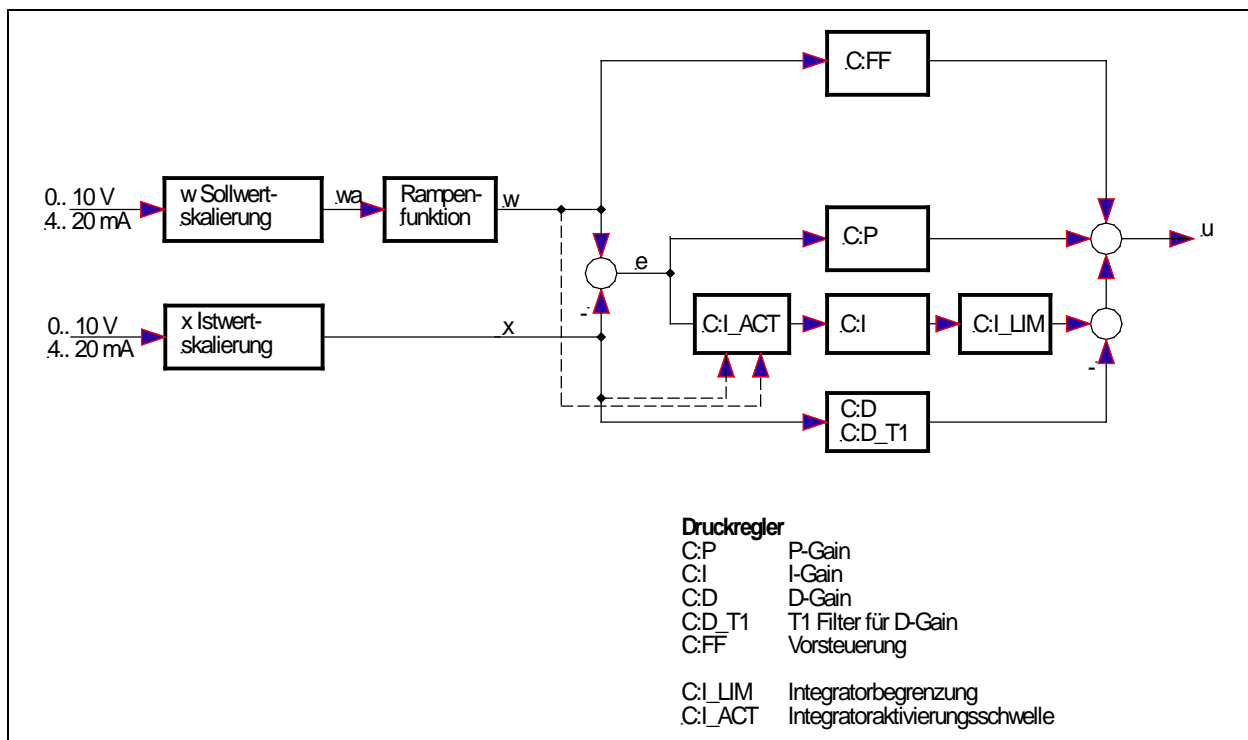 C:FF
0.. 10 V
4.. 20 mA
w Sollwert-
skalierung
wa
Rampen-
funktion
w
C:P
e
u
0.. 10 V
4.. 20 mA
x Istwert-
skalierung
x
-
C:I_ACT
C:I
C:I_LIM
-
C:D
C:D_T1
Druckregler
C:P P-Gain
C:I I-Gain
C:D D-Gain
C:D_T1 T1 Filter für D-Gain
C:FF Vorsteuerung
C:I_LIM Integratorbegrenzung
C:I_ACT Integratoraktivierungsschwelle